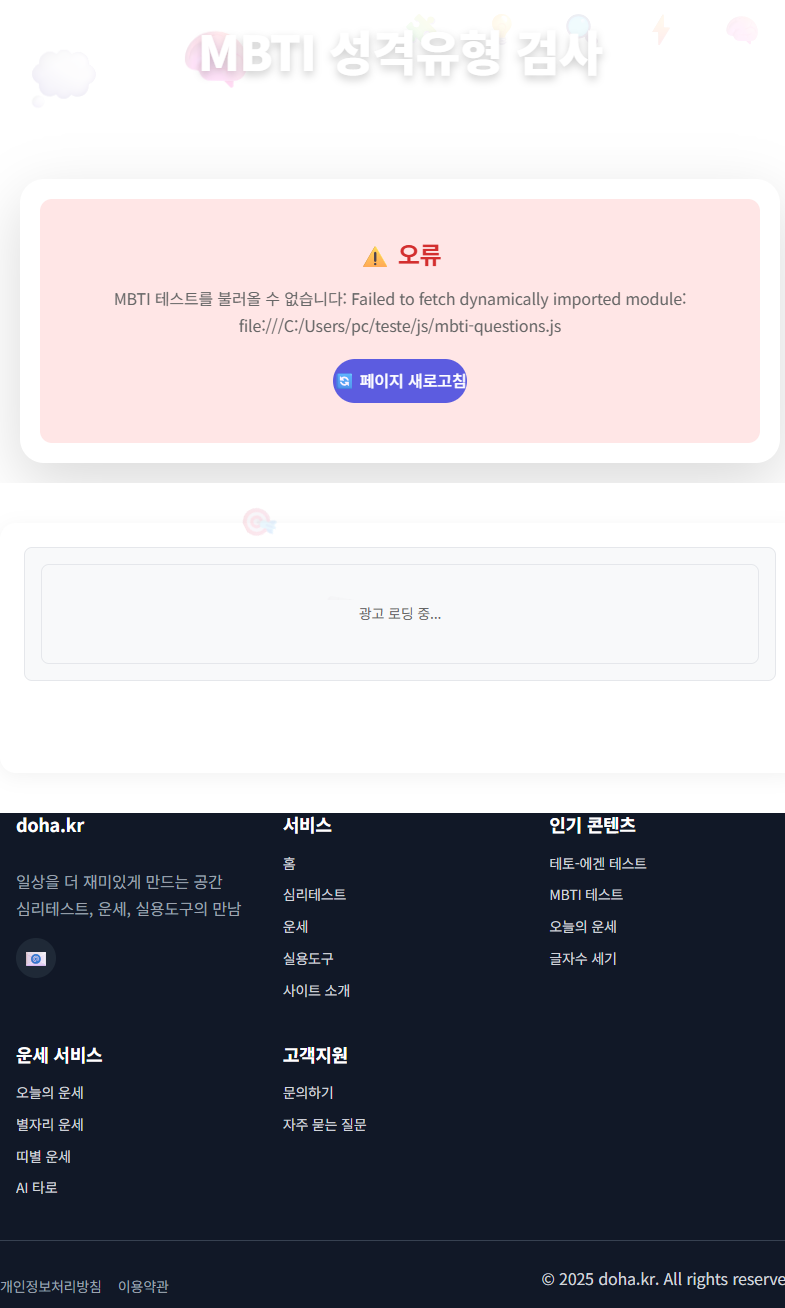 MBTI 성격유형 검사
⚠️ 오류
MBTI 테스트를 불러올 수 없습니다: Failed to fetch dynamically imported module:
file:///C:/Users/pc/teste/js/mbti-questions.js
🔄 페이지 새로고침
광고 로딩 중...
doha.kr
일상을 더 재미있게 만드는 공간
심리테스트, 운세, 실용도구의 만남
서비스
홈
심리테스트
운세
실용도구
사이트 소개
인기 콘텐츠
테토-에겐 테스트
MBTI 테스트
오늘의 운세
글자수 세기
운세 서비스
오늘의 운세
별자리 운세
띠별 운세
AI 타로
고객지원
문의하기
자주 묻는 질문
개인정보처리방침 이용약관
© 2025 doha.kr. All rights reserve